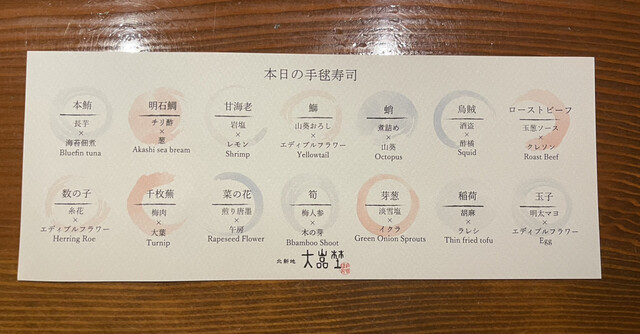 本日の手毬寿司
本鮪
長芋
×
海苔佃煮
Bluefin tuna
明石鯛
チリ酢
×
葱
Akashi sea bream
甘海老
岩塩
×
レモン
Shrimp
鰤
山葵おろし
×
エディブルフラワー
Yellowtail
蛸
煮詰め
×
山葵
Octopus
烏賊
酒盗
×
酢橘
Squid
ローストビーフ
玉葱ソース
×
クレソン
Roast Beef
数の子
糸花
×
エディブルフラワー
Herring Roe
千枚蕪
梅肉
×
大葉
Turnip
菜の花
煎り唐墨
×
午房
Rapeseed Flower
筍
梅人参
×
木の芽
Bbamboo Shoot
芽葱
淡雪塩
×
イクラ
Green Onion Sprouts
稲荷
胡麻
×
ラレシ
Thin fried tofu
玉子
明太マヨ
×
エディブルフラワー
Egg
北新地